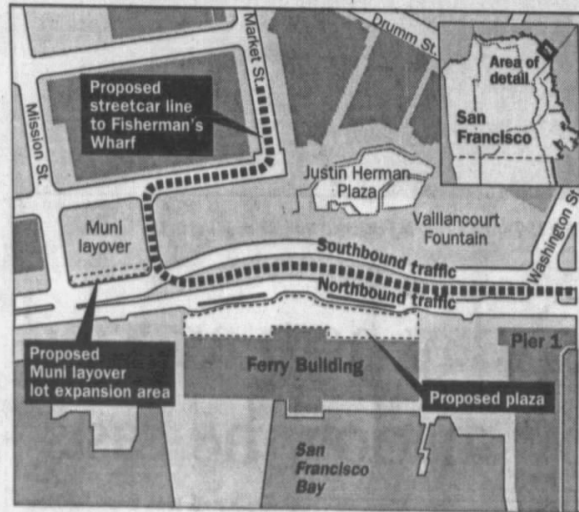 Market St.
Drumm St.
Area of
detail
San
Francisco
Proposed
streetcar line
to Fisherman's
Wharf
Mission St.
Justin Herman
Plaza
Vaillancourt
Fountain
Washington St.
Muni
layover
Southbound traffic
Northbound traffic
Proposed
Muni layover
lot expansion area
Ferry Building
Pier 1
Proposed plaza
San
Francisco
Bay